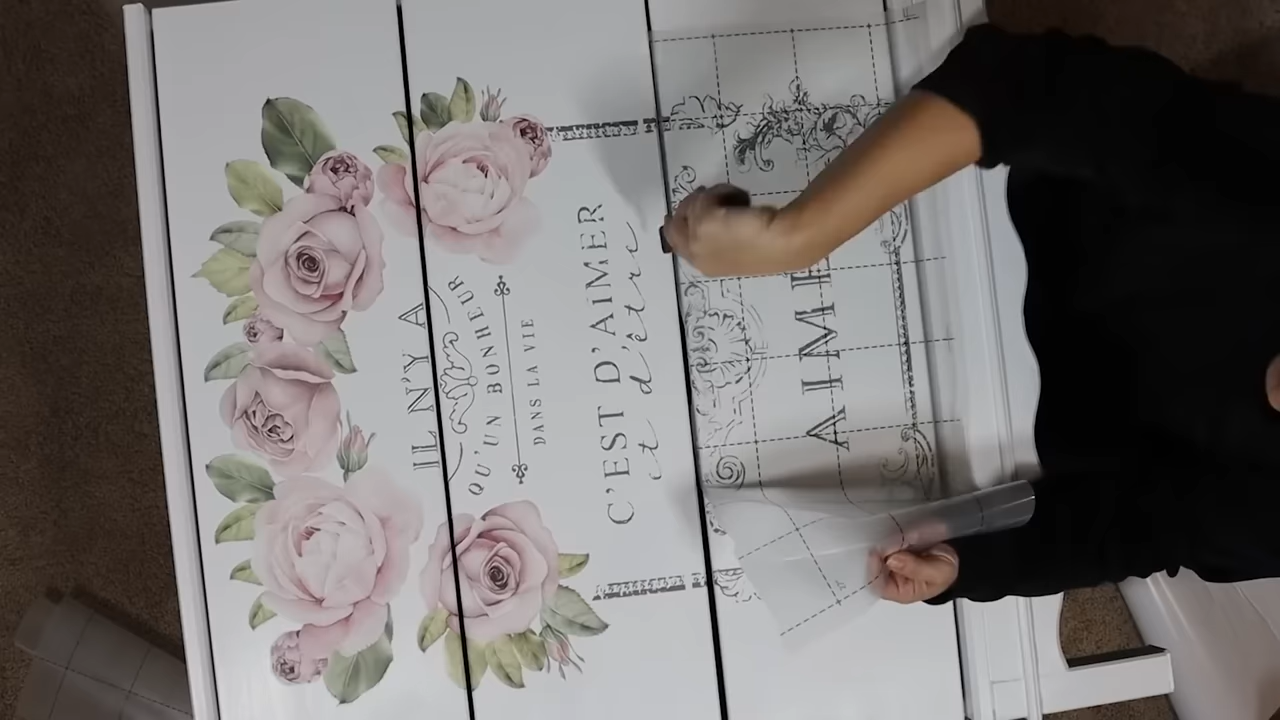 IL N'Y A
QU'UN BONHEUR
DANS LA VIE
C'EST D'AIMER
et d'être
AIME